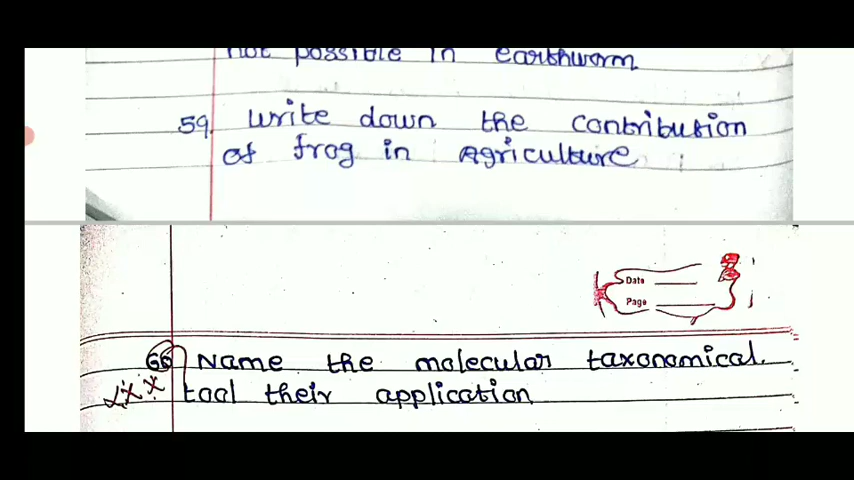 not possible in earthworm
59. Write down the contribution
of frog in Agriculture
Date
Page
66 Name the molecular taxonomical
tool their application